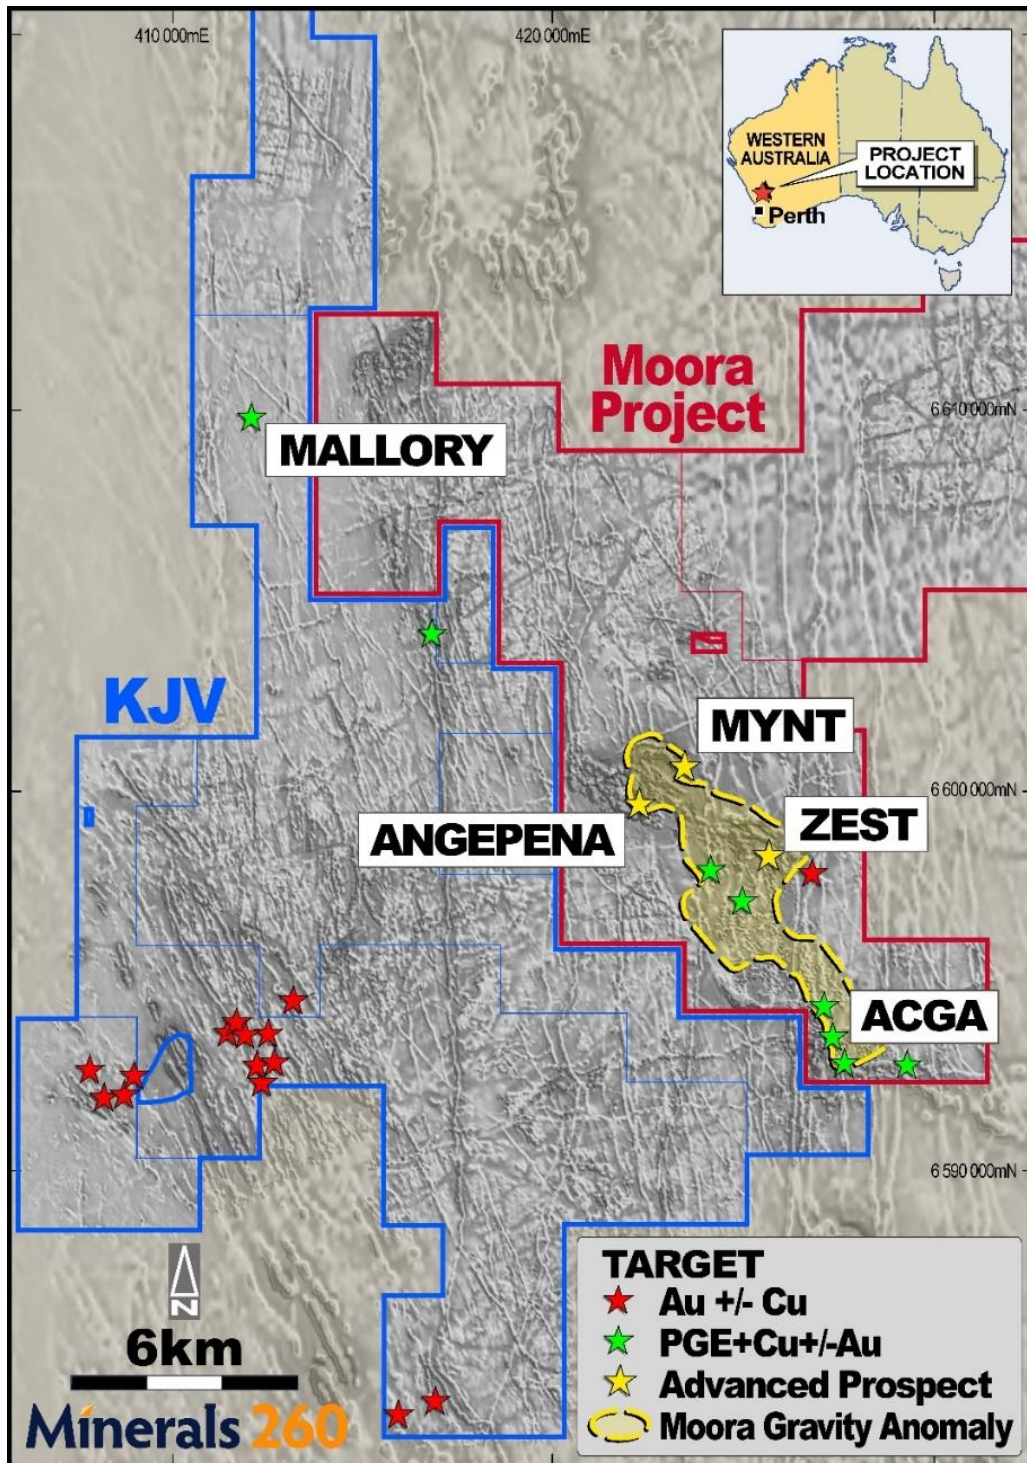 410 000mE
420 000mE
WESTERN
AUSTRALIA
PROJECT
LOCATION
Perth
Moora
Project
6 610 000mN
MALLORY
KJV
MYNT
6 600 000mN
ANGEPENA
ZEST
ACGA
6 590 000mN
N
6km
Minerals 260
TARGET
Au +/- Cu
PGE+Cu+/-Au
Advanced Prospect
Moora Gravity Anomaly